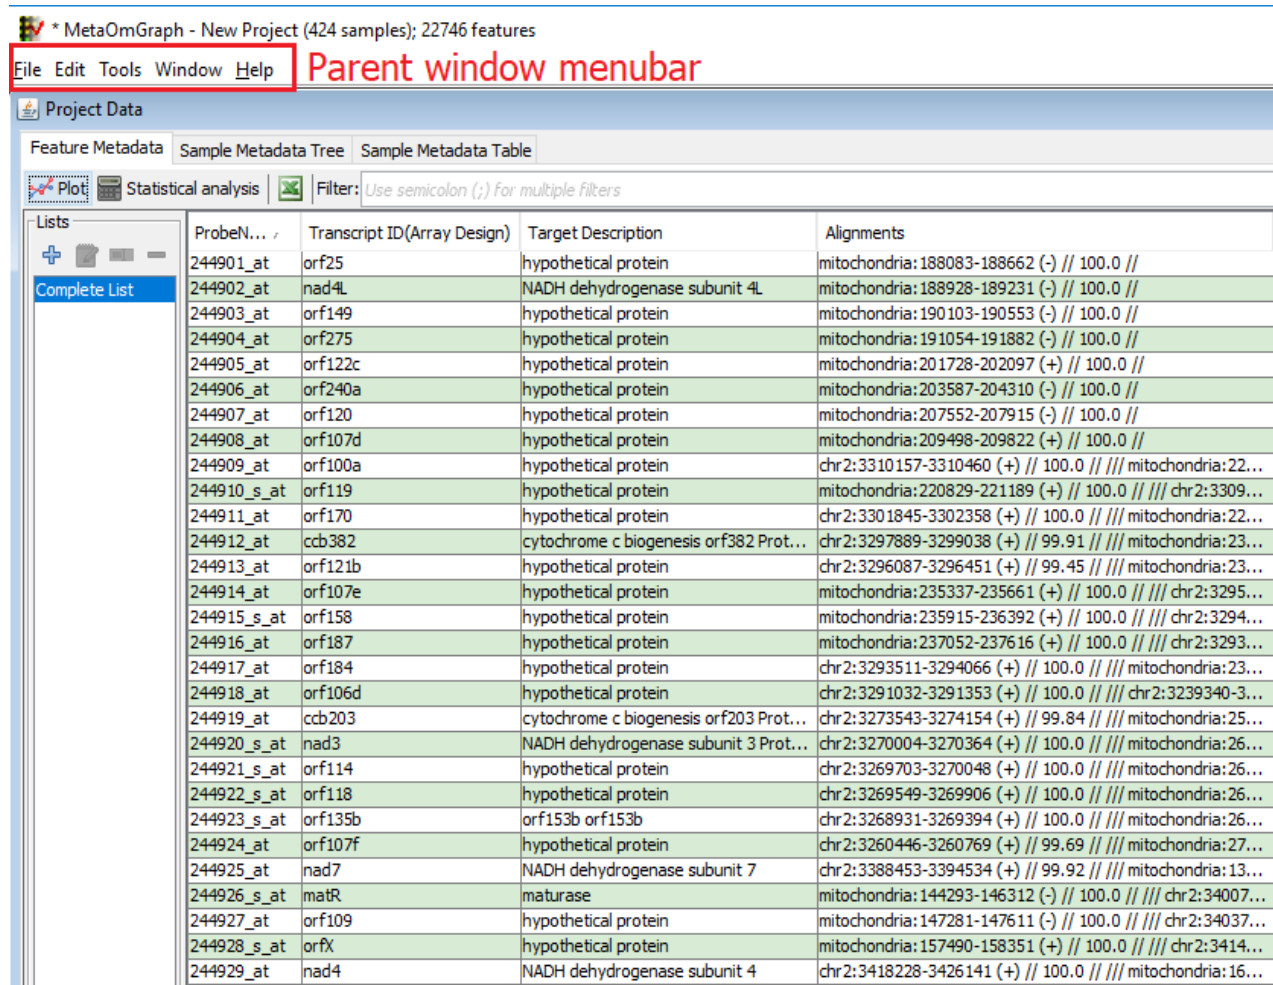 * MetaOmGraph - New Project (424 samples); 22746 features
File Edit Tools Window Help Parent window menubar
Project Data
Feature Metadata Sample Metadata Tree Sample Metadata Table
Plot Statistical analysis Filter: Use semicolon (;) for multiple filters
Lists
ProbeN... Transcript ID(Array Design) Target Description Alignments
Complete List
244901_at orf25 hypothetical protein mitochondria:188083-188662 (-) // 100.0 //
244902_at nad4L NADH dehydrogenase subunit 4L mitochondria:188928-189231 (-) // 100.0 //
244903_at orf149 hypothetical protein mitochondria:190103-190553 (-) // 100.0 //
244904_at orf275 hypothetical protein mitochondria:191054-191882 (-) // 100.0 //
244905_at orf122c hypothetical protein mitochondria:201728-202097 (+) // 100.0 //
244906_at orf240a hypothetical protein mitochondria:203587-204310 (-) // 100.0 //
244907_at orf120 hypothetical protein mitochondria:207552-207915 (-) // 100.0 //
244908_at orf107d hypothetical protein mitochondria:209498-209822 (+) // 100.0 //
244909_at orf100a hypothetical protein chr2:3310157-3310460 (+) // 100.0 // /// mitochondria:22...
244910_s_at orf119 hypothetical protein mitochondria:220829-221189 (+) // 100.0 // /// chr2:3309...
244911_at orf170 hypothetical protein chr2:3301845-3302358 (+) // 100.0 // /// mitochondria:22...
244912_at ccb382 cytochrome c biogenesis orf382 Prot... chr2:3297889-3299038 (+) // 99.91 // /// mitochondria:23...
244913_at orf121b hypothetical protein chr2:3296087-3296451 (+) // 99.45 // /// mitochondria:23...
244914_at orf107e hypothetical protein mitochondria:235337-235661 (+) // 100.0 // /// chr2:3295...
244915_s_at orf158 hypothetical protein mitochondria:235915-236392 (+) // 100.0 // /// chr2:3294...
244916_at orf187 hypothetical protein mitochondria:237052-237616 (+) // 100.0 // /// chr2:3293...
244917_at orf184 hypothetical protein chr2:3293511-3294066 (+) // 100.0 // /// mitochondria:23...
244918_at orf106d hypothetical protein chr2:3291032-3291353 (+) // 100.0 // /// chr2:3239340-3...
244919_at ccb203 cytochrome c biogenesis orf203 Prot... chr2:3273543-3274154 (+) // 99.84 // /// mitochondria:25...
244920_s_at nad3 NADH dehydrogenase subunit 3 Prot... chr2:3270004-3270364 (+) // 100.0 // /// mitochondria:26...
244921_s_at orf114 hypothetical protein chr2:3269703-3270048 (+) // 100.0 // /// mitochondria:26...
244922_s_at orf118 hypothetical protein chr2:3269549-3269906 (+) // 100.0 // /// mitochondria:26...
244923_s_at orf135b orf153b orf153b chr2:3268931-3269394 (+) // 100.0 // /// mitochondria:26...
244924_at orf107f hypothetical protein chr2:3260446-3260769 (+) // 99.69 // /// mitochondria:27...
244925_at nad7 NADH dehydrogenase subunit 7 chr2:3388453-3394534 (+) // 99.92 // /// mitochondria:13...
244926_s_at matR maturase mitochondria:144293-146312 (-) // 100.0 // /// chr2:34007...
244927_at orf109 hypothetical protein mitochondria:147281-147611 (-) // 100.0 // /// chr2:34037...
244928_s_at orfX hypothetical protein mitochondria:157490-158351 (+) // 100.0 // /// chr2:3414...
244929_at nad4 NADH dehydrogenase subunit 4 chr2:3418228-3426141 (+) // 100.0 // /// mitochondria:16...